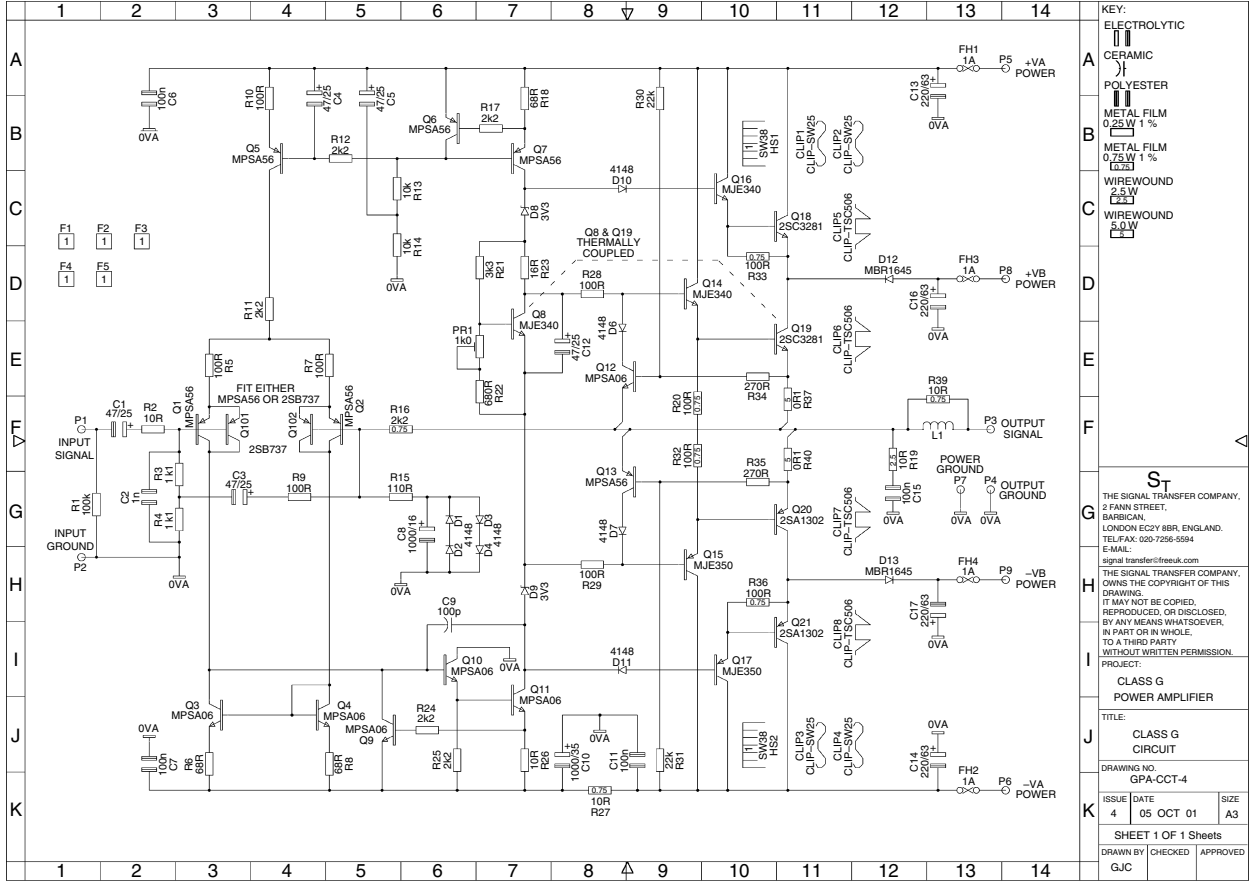 1 2 3 4 5 6 7 8 9 10 11 12 13 14
A A
B B
C C
D D
E E
F F
G G
H H
I I
J J
K K
1 2 3 4 5 6 7 8 9 10 11 12 13 14
100n
C6
0VA
R10
100R
47/25
C4
47/25
C5
Q6
MPSA56
R17
2k2
68R
R18
R30
22k
C13
220/63
0VA
FH1
1A
P5
+VA
POWER
Q5
MPSA56
R12
2k2
Q7
MPSA56
SW38
HS1
1
CLIP1
CLIP-SW25
CLIP2
CLIP-SW25
10k
R13
10k
R14
0VA
4148
D10
Q16
MJE340
D8
3V3
Q18
2SC3281
CLIP5
CLIP-TSC506
F1
1
F2
1
F3
1
F4
1
F5
1
Q8 & Q19
THERMALLY
COUPLED
3k3
R21
16R
R23
R28
100R
0.75
100R
R33
Q14
MJE340
D12
MBR1645
FH3
1A
P8
+VB
POWER
C16
220/63
0VA
R11
2k2
PR1
1k0
Q8
MJE340
47/25
C12
4148
D6
Q19
2SC3281
CLIP6
CLIP-TSC506
100R
R5
R7
100R
680R
R22
Q12
MPSA06
270R
R34
FIT EITHER
MPSA56 OR 2SB737
MPSA56
Q1
Q101
Q102
MPSA56
Q2
2SB737
R16
2k2
0.75
R20
100R
0.75
5
0R1
R37
R39
10R
0.75
L1
P3
OUTPUT
SIGNAL
P1
INPUT
SIGNAL
C1
47/25
R2
10R
R1
100k
C2
1n
R3
1k1
R4
1k1
INPUT
GROUND
P2
0VA
C3
47/25
R9
100R
R15
110R
C8
1000/16
D1
D2
4148
D3
D4
4148
0VA
Q13
MPSA56
4148
D7
R32
100R
0.75
R35
270R
5
0R1
R40
2.5
10R
R19
100n
C15
0VA
POWER
GROUND
P7
0VA
P4
OUTPUT
GROUND
0VA
Q20
2SA1302
CLIP7
CLIP-TSC506
Q15
MJE350
100R
R29
D9
3V3
R36
100R
0.75
D13
MBR1645
FH4
1A
P9
-VB
POWER
C17
220/63
0VA
C9
100p
Q21
2SA1302
CLIP8
CLIP-TSC506
Q10
MPSA06
0VA
4148
D11
Q17
MJE350
Q3
MPSA06
Q4
MPSA06
MPSA06
Q9
R24
2k2
Q11
MPSA06
0VA
100n
C7
R6
68R
68R
R8
R25
2k2
10R
R26
1000/35
C10
0VA
C11
100n
22k
R31
1
SW38
HS2
CLIP3
CLIP-SW25
CLIP4
CLIP-SW25
0VA
C14
220/63
FH2
1A
P6
-VA
POWER
0.75
10R
R27
KEY:
ELECTROLYTIC
CERAMIC
POLYESTER
METAL FILM
0.25 W 1 %
METAL FILM
0.75 W 1 %
0.75
WIREWOUND
2.5 W
2.5
WIREWOUND
5.0 W
5
ST
THE SIGNAL TRANSFER COMPANY,
2 FANN STREET,
BARBICAN,
LONDON EC2Y 8BR, ENGLAND.
TEL/FAX: 020-7256-5594
E-MAIL:
signal transfer@freeuk.com
THE SIGNAL TRANSFER COMPANY,
OWNS THE COPYRIGHT OF THIS
DRAWING.
IT MAY NOT BE COPIED,
REPRODUCED, OR DISCLOSED,
BY ANY MEANS WHATSOEVER,
IN PART OR IN WHOLE,
TO A THIRD PARTY
WITHOUT WRITTEN PERMISSION.
PROJECT:
CLASS G
POWER AMPLIFIER
TITLE:
CLASS G
CIRCUIT
DRAWING NO.
GPA-CCT-4
ISSUE DATE SIZE
4 05 OCT 01 A3
SHEET 1 OF 1 Sheets
DRAWN BY CHECKED APPROVED
GJC